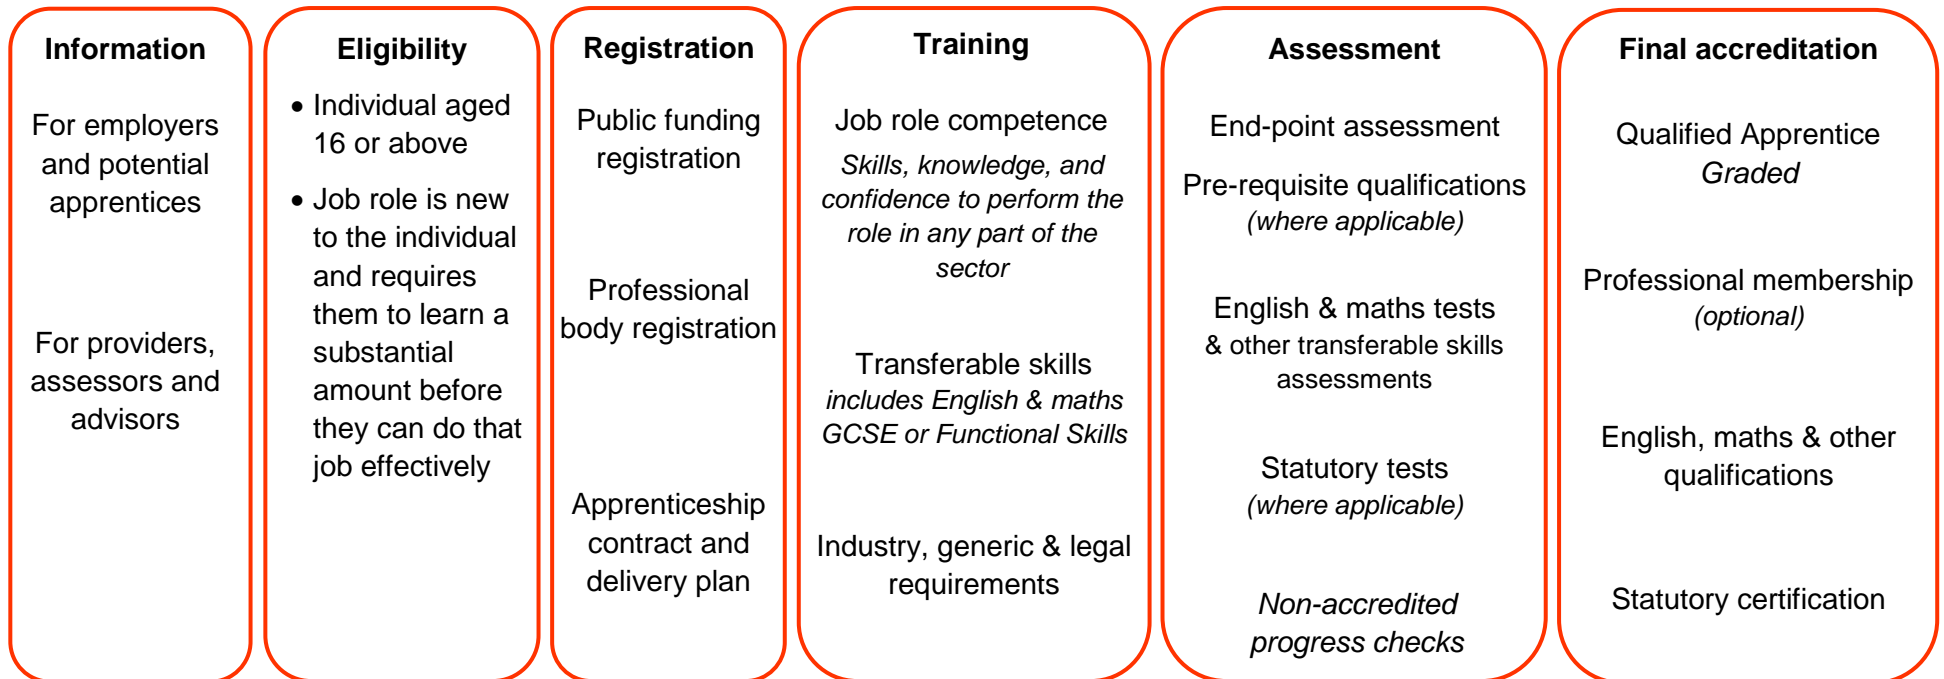 Information
For employers
and potential
apprentices
For providers,
assessors and
advisors
Eligibility
• Individual aged
16 or above
• Job role is new
to the individual
and requires
them to learn a
substantial
amount before
they can do that
job effectively
Registration
Public funding
registration
Professional
body registration
Apprenticeship
contract and
delivery plan
Training
Job role competence
Skills, knowledge, and
confidence to perform the
role in any part of the
sector
Transferable skills
includes English & maths
GCSE or Functional Skills
Industry, generic & legal
requirements
Assessment
End-point assessment
Pre-requisite qualifications
(where applicable)
English & maths tests
& other transferable skills
assessments
Statutory tests
(where applicable)
Non-accredited
progress checks
Final accreditation
Qualified Apprentice
Graded
Professional membership
(optional)
English, maths & other
qualifications
Statutory certification